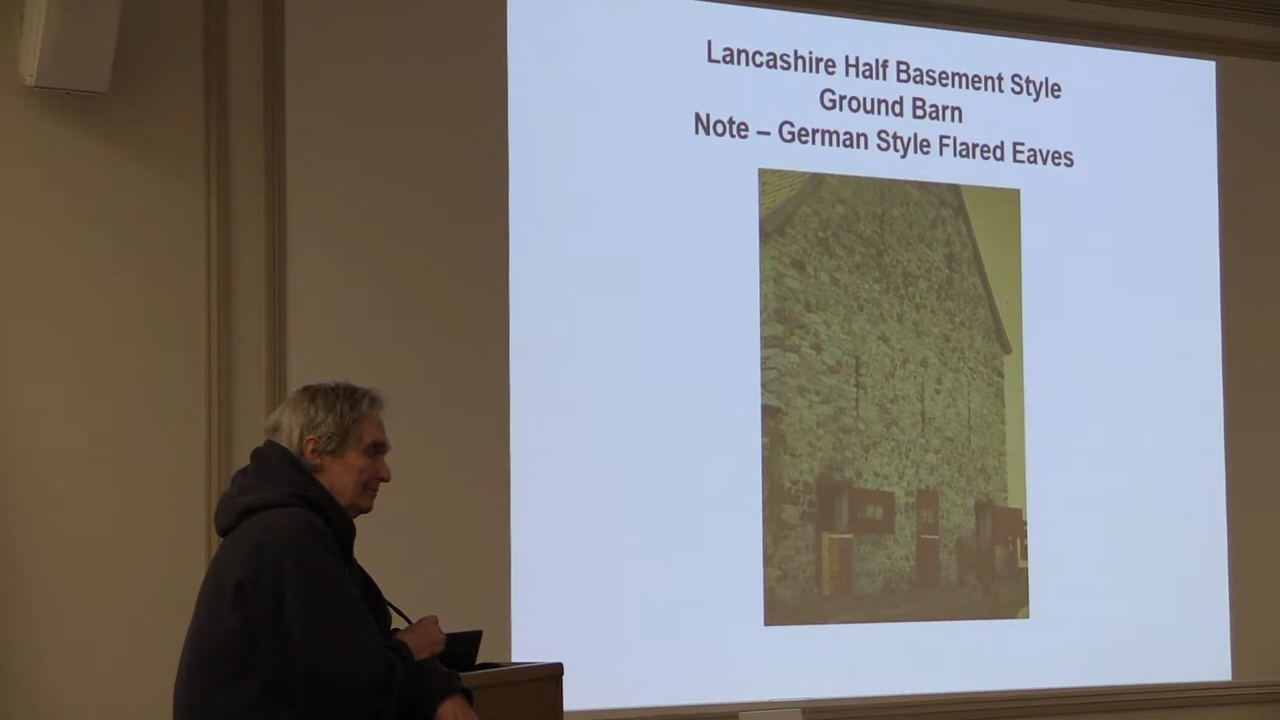 Lancashire Half Basement Style
Ground Barn
Note – German Style Flared Eaves